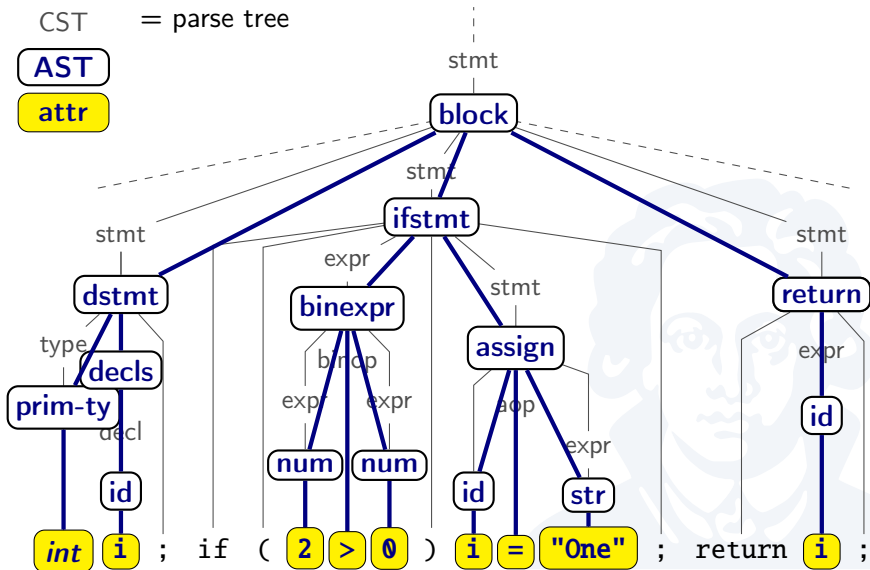 CST = parse tree
stmt
AST
attr
block
stmt
ifstmt
stmt stmt
expr
stmt
dstmt return
binexpr
type binop assign expr
decls
prim-ty expr expr aop
id
decl
expr
num num
id id str
int i ; if ( 2 > 0 ) i = "One" ; return i ;